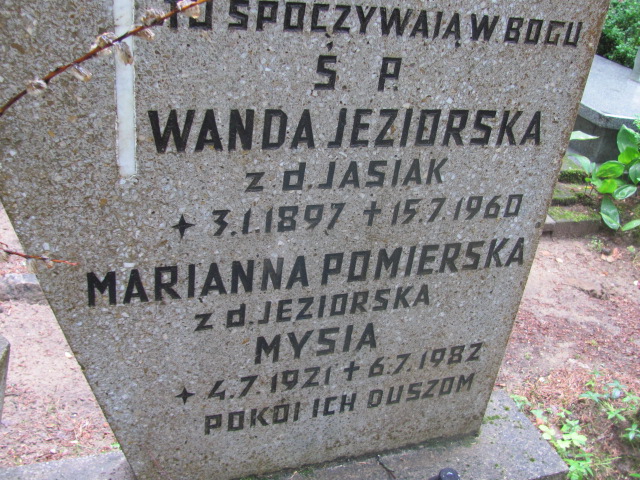 TU SPOCZYWAJĄ W BOGU
Ś. P.
WANDA JEZIORSKA
z d. JASIAK
3.I.1897 † 15.7.1960
MARIANNA POMIERSKA
z d. JEZIORSKA
MYSIA
4.7.1921 † 6.7.1982
POKÓJ ICH DUSZOM